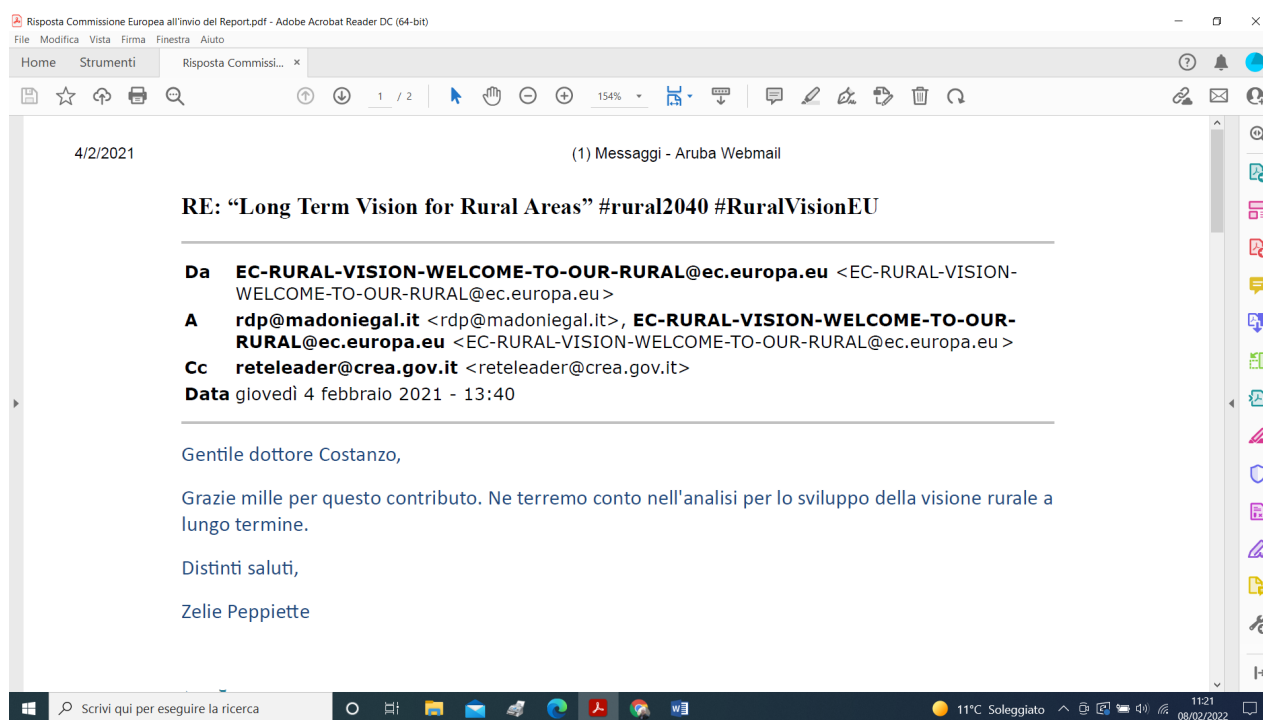 Risposta Commissione Europea all'invio del Report.pdf - Adobe Acrobat Reader DC (64-bit)
File Modifica Vista Firma Finestra Aiuto
Home Strumenti Risposta Commissi... ×
1 / 2 154%
4/2/2021 (1) Messaggi - Aruba Webmail
RE: “Long Term Vision for Rural Areas” #rural2040 #RuralVisionEU
Da EC-RURAL-VISION-WELCOME-TO-OUR-RURAL@ec.europa.eu <EC-RURAL-VISION-
WELCOME-TO-OUR-RURAL@ec.europa.eu>
A rdp@madoniegal.it <rdp@madoniegal.it>, EC-RURAL-VISION-WELCOME-TO-OUR-
RURAL@ec.europa.eu <EC-RURAL-VISION-WELCOME-TO-OUR-RURAL@ec.europa.eu>
Cc reteleader@crea.gov.it <reteleader@crea.gov.it>
Data giovedì 4 febbraio 2021 - 13:40
Gentile dottore Costanzo,
Grazie mille per questo contributo. Ne terremo conto nell'analisi per lo sviluppo della visione rurale a
lungo termine.
Distinti saluti,
Zelie Peppiette
Scrivi qui per eseguire la ricerca 11°C Soleggiato 11:21
08/02/2022